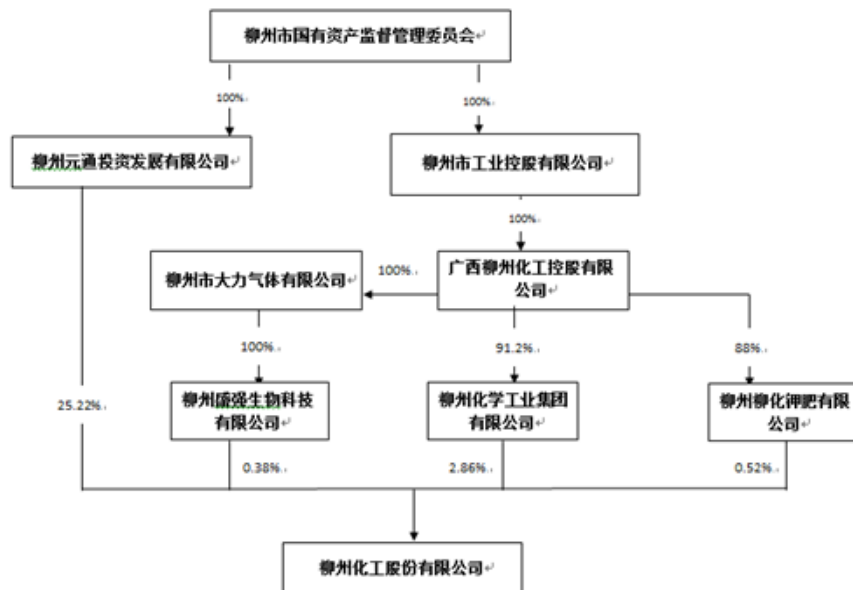 柳州市国有资产监督管理委员会
100%
100%
柳州元通投资发展有限公司
柳州市工业控股有限公司
100%
柳州市大力气体有限公司
100%
广西柳州化工控股有限
公司
100%
91.2%
88%
25.22%
柳州盛强生物科技
有限公司
柳州化学工业集团
有限公司
柳州柳化钾肥有限
公司
0.38%
2.86%
0.52%
柳州化工股份有限公司